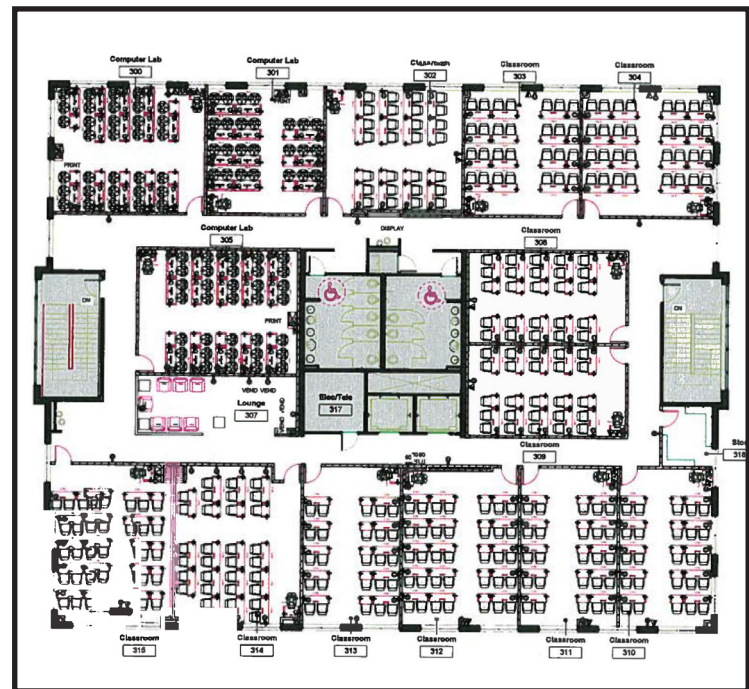 Computer Lab
300
Computer Lab
301
302
Classroom
303
Classroom
304
PRINT
PRINT
DISPLAY
Computer Lab
305
Classroom
308
DN
DN
PRINT
VEND VEND
Lounge
307
VEND VEND
Elec/Tele
317
Classroom
309
318
Classroom
315
Classroom
314
Classroom
313
Classroom
312
Classroom
311
Classroom
310